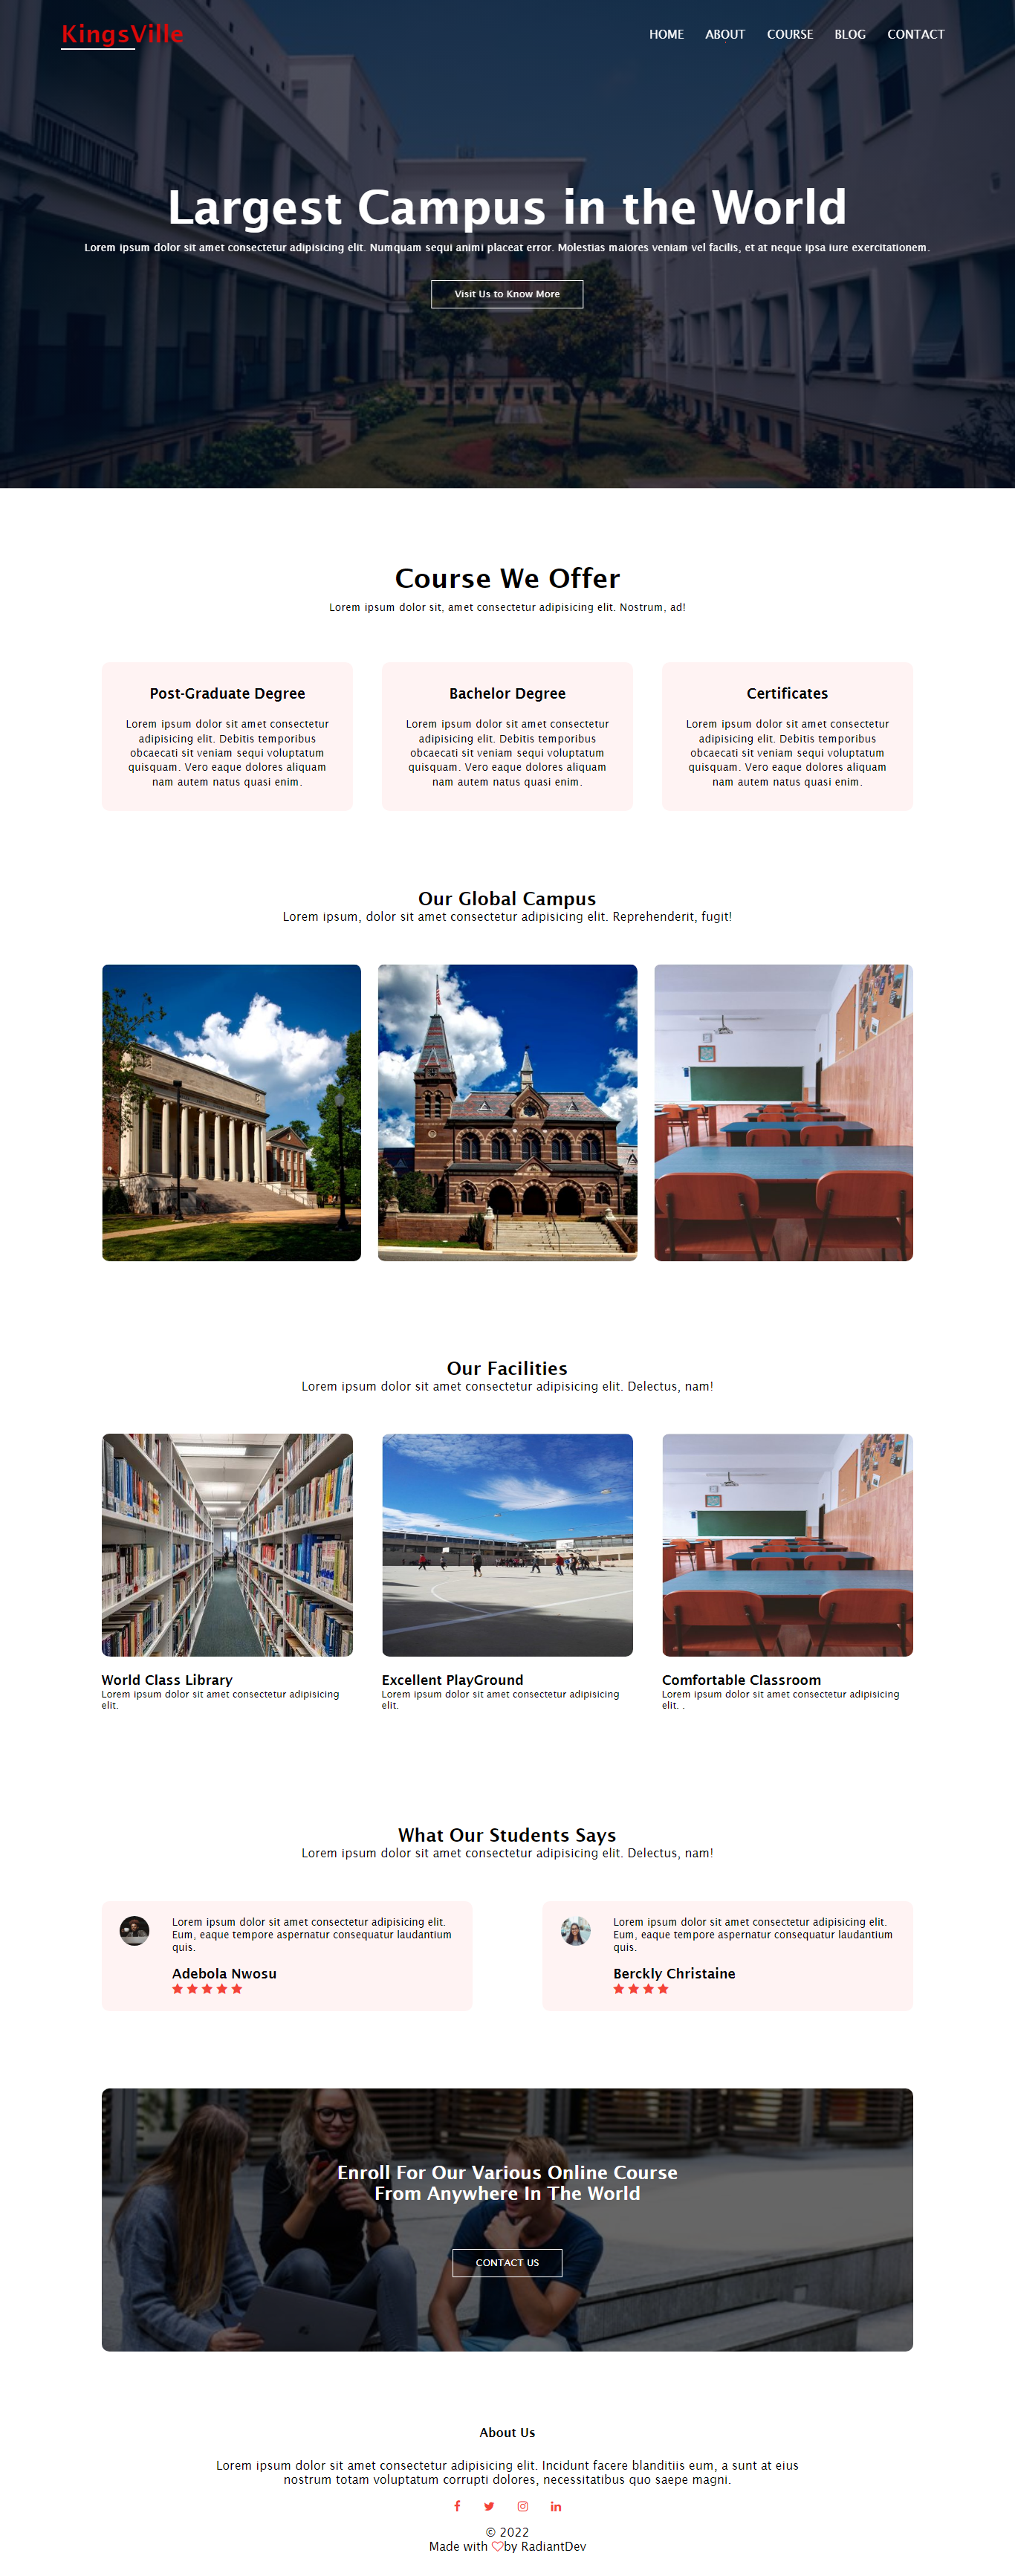 KingsVille
HOME ABOUT COURSE BLOG CONTACT
Largest Campus in the World
Lorem ipsum dolor sit amet consectetur adipisicing elit. Numquam sequi animi placeat error. Molestias maiores veniam vel facilis, et at neque ipsa iure exercitationem.
Visit Us to Know More
Course We Offer
Lorem ipsum dolor sit, amet consectetur adipisicing elit. Nostrum, ad!
Post-Graduate Degree
Lorem ipsum dolor sit amet consectetur
adipisicing elit. Debitis temporibus
obcaecati sit veniam sequi voluptatum
quisquam. Vero eaque dolores aliquam
nam autem natus quasi enim.
Bachelor Degree
Lorem ipsum dolor sit amet consectetur
adipisicing elit. Debitis temporibus
obcaecati sit veniam sequi voluptatum
quisquam. Vero eaque dolores aliquam
nam autem natus quasi enim.
Certificates
Lorem ipsum dolor sit amet consectetur
adipisicing elit. Debitis temporibus
obcaecati sit veniam sequi voluptatum
quisquam. Vero eaque dolores aliquam
nam autem natus quasi enim.
Our Global Campus
Lorem ipsum, dolor sit amet consectetur adipisicing elit. Reprehenderit, fugit!
Our Facilities
Lorem ipsum dolor sit amet consectetur adipisicing elit. Delectus, nam!
World Class Library
Lorem ipsum dolor sit amet consectetur adipisicing
elit.
Excellent PlayGround
Lorem ipsum dolor sit amet consectetur adipisicing
elit.
Comfortable Classroom
Lorem ipsum dolor sit amet consectetur adipisicing
elit. .
What Our Students Says
Lorem ipsum dolor sit amet consectetur adipisicing elit. Delectus, nam!
Lorem ipsum dolor sit amet consectetur adipisicing elit.
Eum, eaque tempore aspernatur consequatur laudantium
quis.
Adebola Nwosu
Lorem ipsum dolor sit amet consectetur adipisicing elit.
Eum, eaque tempore aspernatur consequatur laudantium
quis.
Berckly Christaine
Enroll For Our Various Online Course
From Anywhere In The World
CONTACT US
About Us
Lorem ipsum dolor sit amet consectetur adipisicing elit. Incidunt facere blanditiis eum, a sunt at eius
nostrum totam voluptatum corrupti dolores, necessitatibus quo saepe magni.
© 2022
Made with ♡by RadiantDev